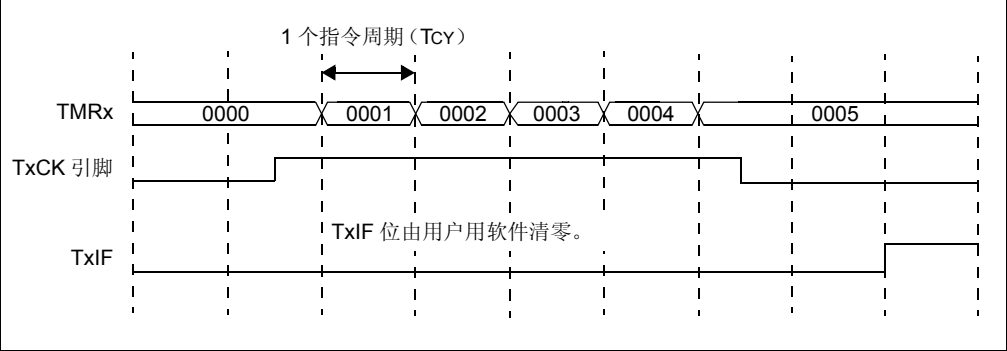 1 个指令周期（TCY）
TMRx 0000 0001 0002 0003 0004 0005
TxCK 引脚
TxIF 位由用户用软件清零。
TxIF